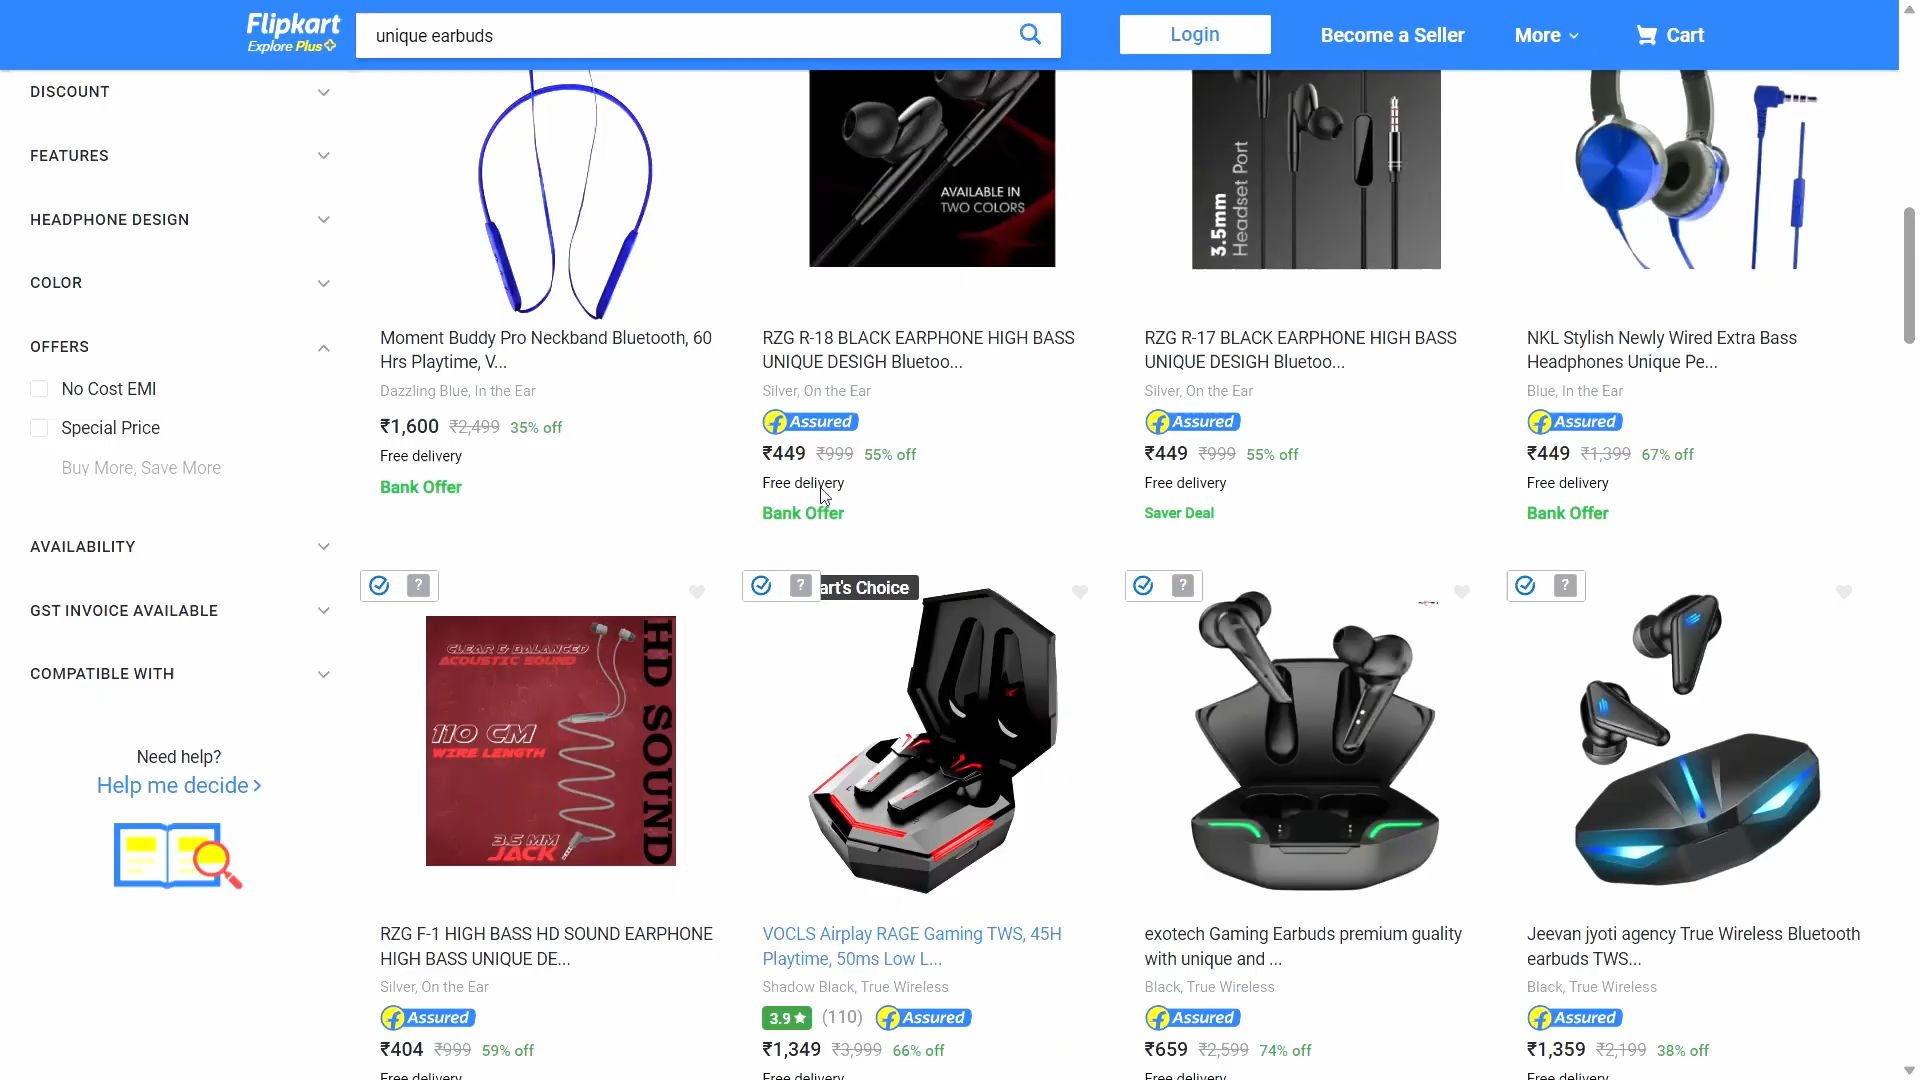 Flipkart
Explore Plus
unique earbuds
Login
Become a Seller
More
Cart
DISCOUNT
FEATURES
HEADPHONE DESIGN
COLOR
OFFERS
No Cost EMI
Special Price
Buy More, Save More
AVAILABILITY
GST INVOICE AVAILABLE
COMPATIBLE WITH
Need help?
Help me decide
AVAILABLE IN
TWO COLORS
3.5mm
Headset Port
Moment Buddy Pro Neckband Bluetooth, 60
Hrs Playtime, V...
Dazzling Blue, In the Ear
₹1,600 ₹2,499 35% off
Free delivery
Bank Offer
RZG R-18 BLACK EARPHONE HIGH BASS
UNIQUE DESIGH Bluetoo...
Silver, On the Ear
Assured
₹449 ₹999 55% off
Free delivery
Bank Offer
RZG R-17 BLACK EARPHONE HIGH BASS
UNIQUE DESIGH Bluetoo...
Silver, On the Ear
Assured
₹449 ₹999 55% off
Free delivery
Saver Deal
NKL Stylish Newly Wired Extra Bass
Headphones Unique Pe...
Blue, In the Ear
Assured
₹449 ₹1,399 67% off
Free delivery
Bank Offer
?
CLEAR & BALANCED
ACOUSTIC SOUND
110 CM
WIRE LENGTH
3.5 MM
JACK
HD SOUND
RZG F-1 HIGH BASS HD SOUND EARPHONE
HIGH BASS UNIQUE DE...
Silver, On the Ear
Assured
₹404 ₹999 59% off
Free delivery
?
art's Choice
VOCLS Airplay RAGE Gaming TWS, 45H
Playtime, 50ms Low L...
Shadow Black, True Wireless
3.9 (110) Assured
₹1,349 ₹3,999 66% off
Free delivery
?
exotech Gaming Earbuds premium guality
with unique and ...
Black, True Wireless
Assured
₹659 ₹2,599 74% off
Free delivery
?
Jeevan jyoti agency True Wireless Bluetooth
earbuds TWS...
Black, True Wireless
Assured
₹1,359 ₹2,199 38% off
Free delivery